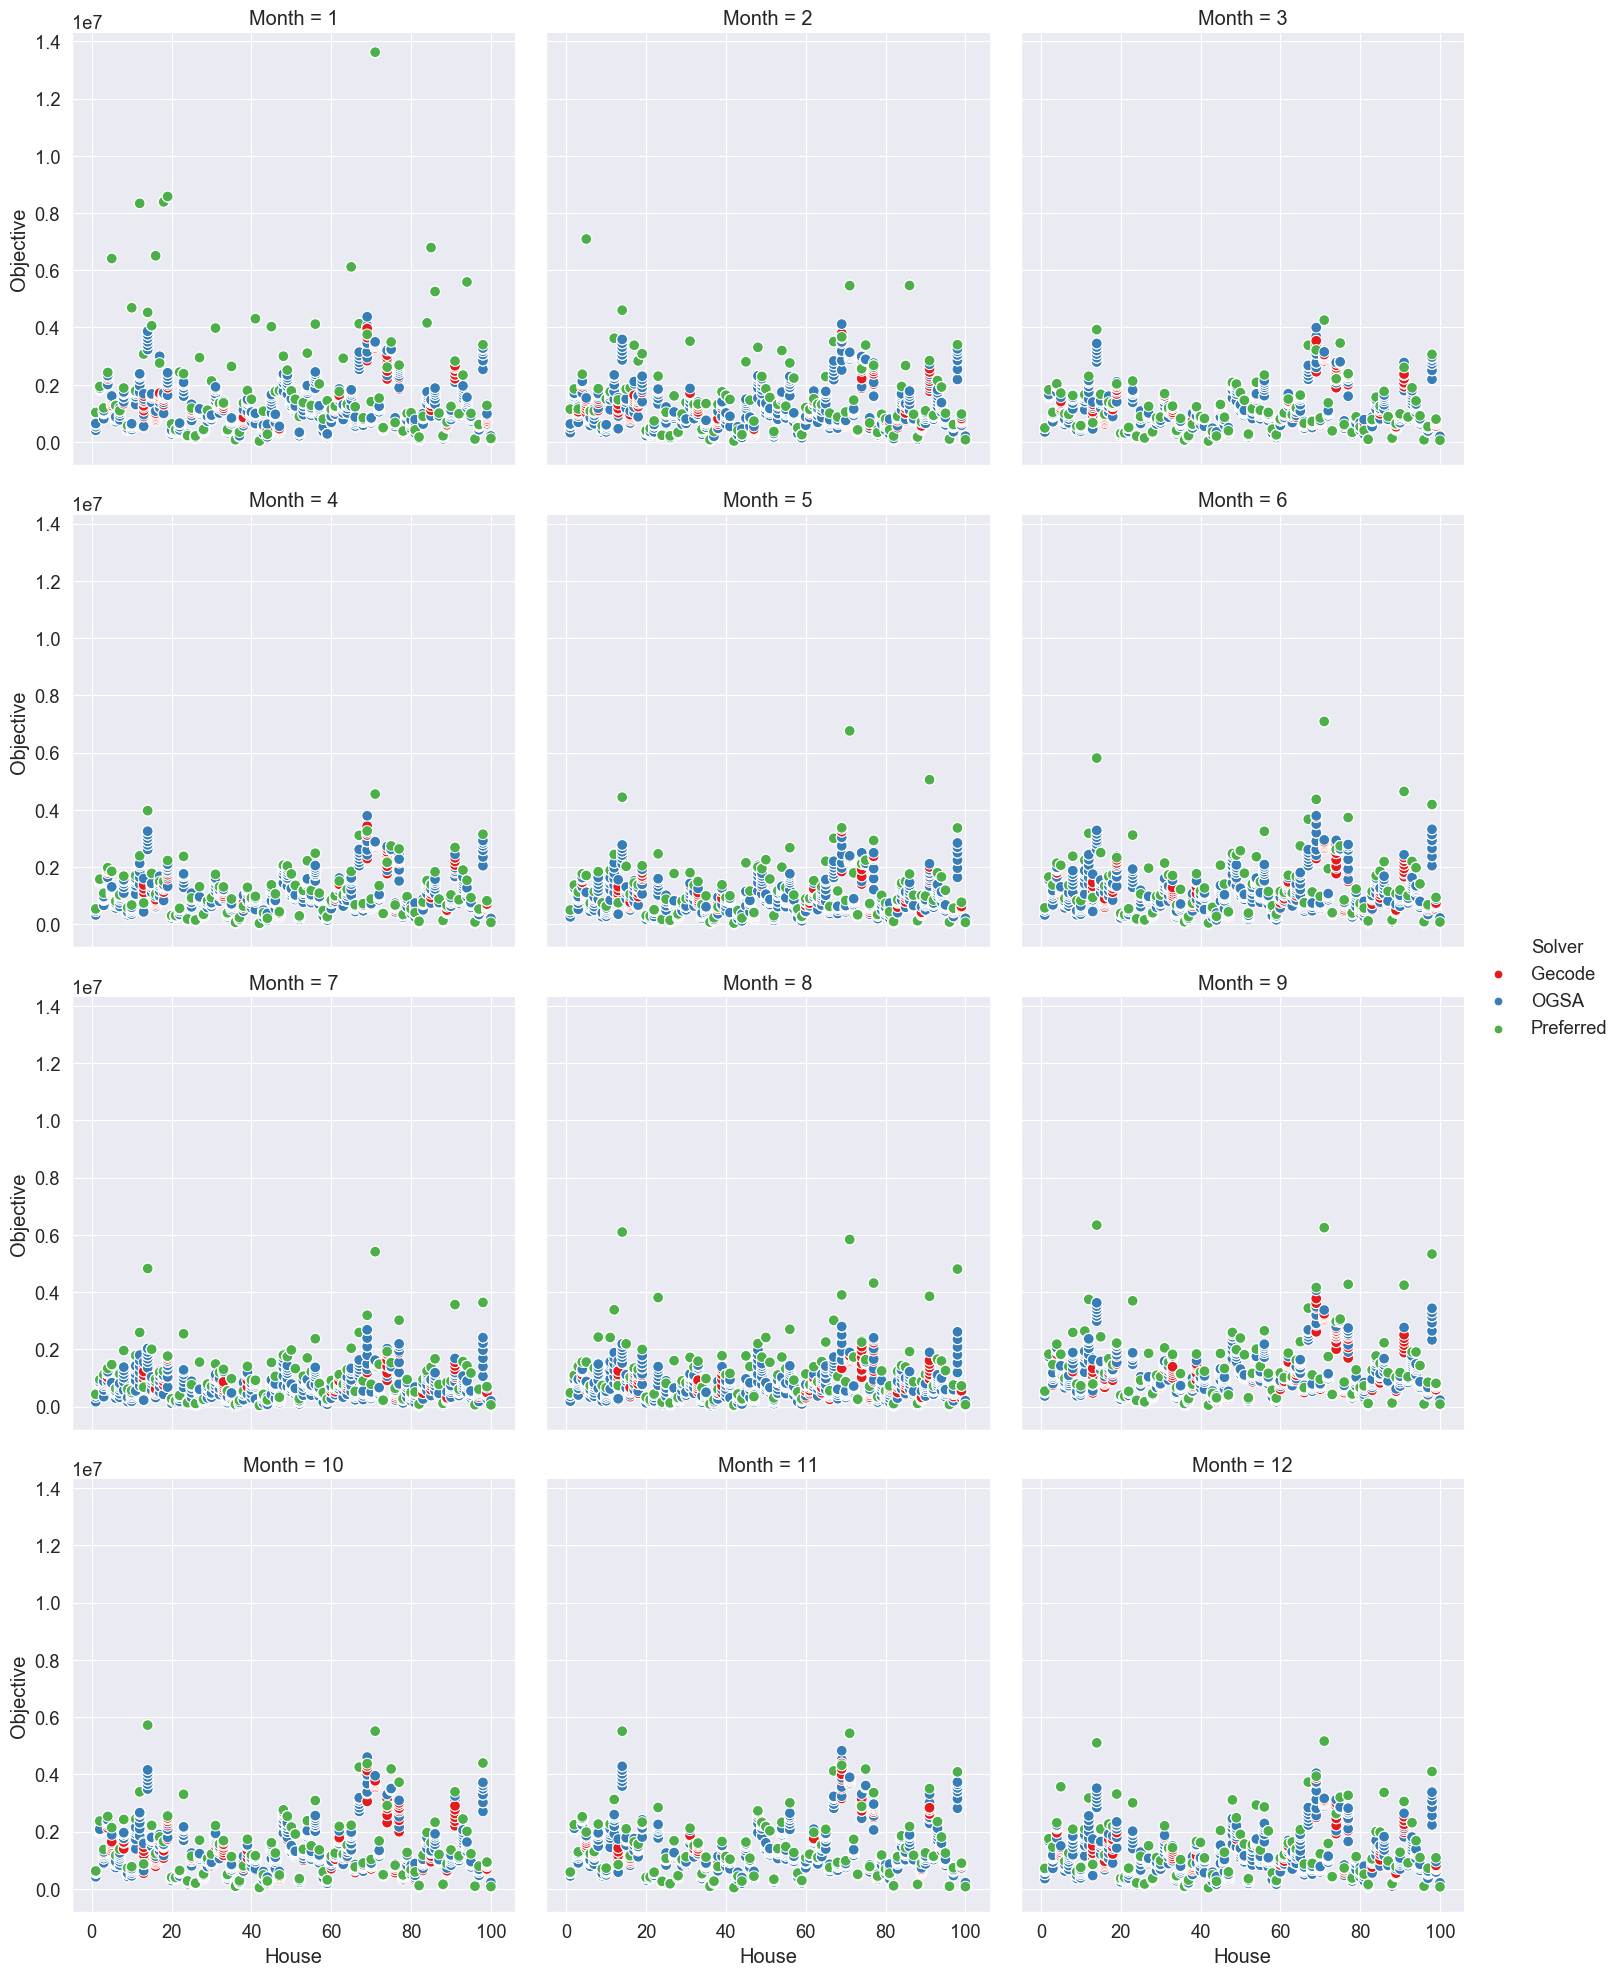 Month = 1
Month = 2
Month = 3
1e7
1.4
1.2
1.0
0.8
0.6
0.4
0.2
0.0
Objective
Month = 4
Month = 5
Month = 6
1e7
1.4
1.2
1.0
0.8
0.6
0.4
0.2
0.0
Objective
Solver
Gecode
OGSA
Preferred
Month = 7
Month = 8
Month = 9
1e7
1.4
1.2
1.0
0.8
0.6
0.4
0.2
0.0
Objective
Month = 10
Month = 11
Month = 12
1e7
1.4
1.2
1.0
0.8
0.6
0.4
0.2
0.0
Objective
0 20 40 60 80 100
House
0 20 40 60 80 100
House
0 20 40 60 80 100
House